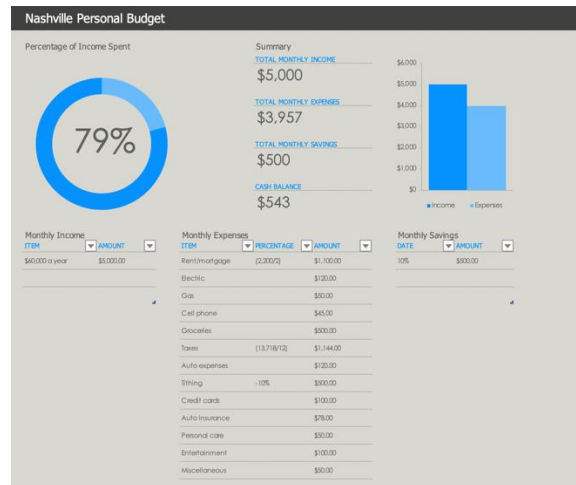 Nashville Personal Budget
Percentage of Income Spent
79%
Summary
TOTAL MONTHLY INCOME
$5,000
TOTAL MONTHLY EXPENSES
$3,957
TOTAL MONTHLY SAVINGS
$500
CASH BALANCE
$543
$6,000
$5,000
$4,000
$3,000
$2,000
$1,000
$0
Income Expenses
Monthly Income
ITEM AMOUNT
$60,000 a year $5,000.00
Monthly Expenses
ITEM PERCENTAGE AMOUNT
Rent/mortgage (2,200/2) $1,100.00
Electric $120.00
Gas $50.00
Cell phone $45.00
Groceries $500.00
Taxes (13,718/12) $1,144.00
Auto expenses $120.00
Tithing -10% $500.00
Credit cards $100.00
Auto Insurance $78.00
Personal care $50.00
Entertainment $100.00
Miscellaneous $50.00
Monthly Savings
DATE AMOUNT
10% $500.00